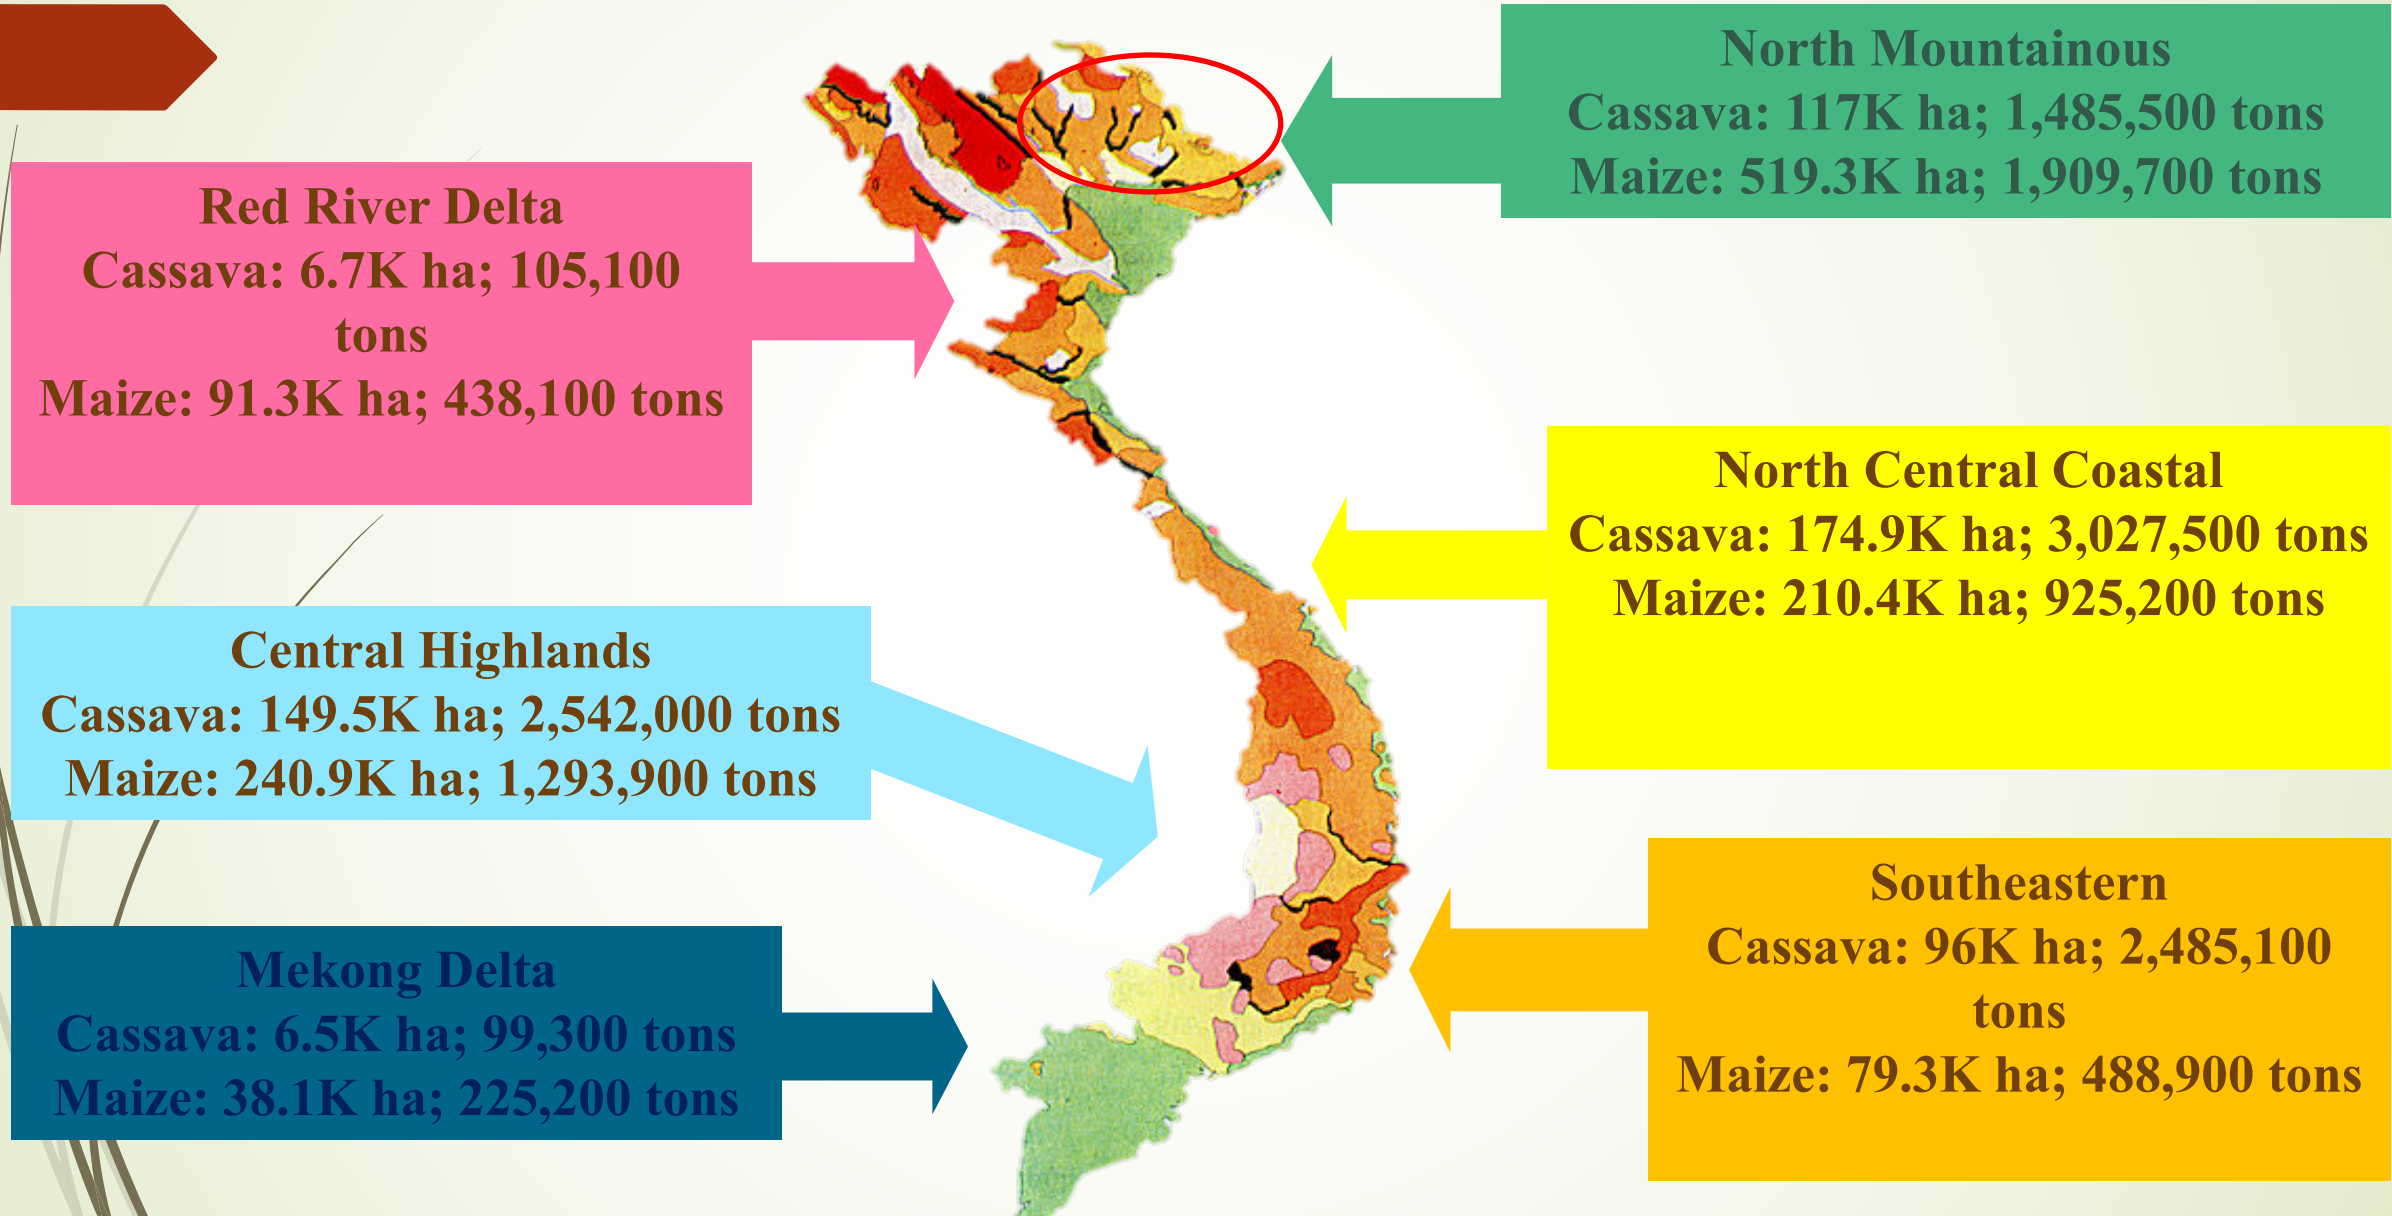 North Mountainous
Cassava: 117K ha; 1,485,500 tons
Maize: 519.3K ha; 1,909,700 tons
Red River Delta
Cassava: 6.7K ha; 105,100
tons
Maize: 91.3K ha; 438,100 tons
North Central Coastal
Cassava: 174.9K ha; 3,027,500 tons
Maize: 210.4K ha; 925,200 tons
Central Highlands
Cassava: 149.5K ha; 2,542,000 tons
Maize: 240.9K ha; 1,293,900 tons
Southeastern
Cassava: 96K ha; 2,485,100
tons
Maize: 79.3K ha; 488,900 tons
Mekong Delta
Cassava: 6.5K ha; 99,300 tons
Maize: 38.1K ha; 225,200 tons